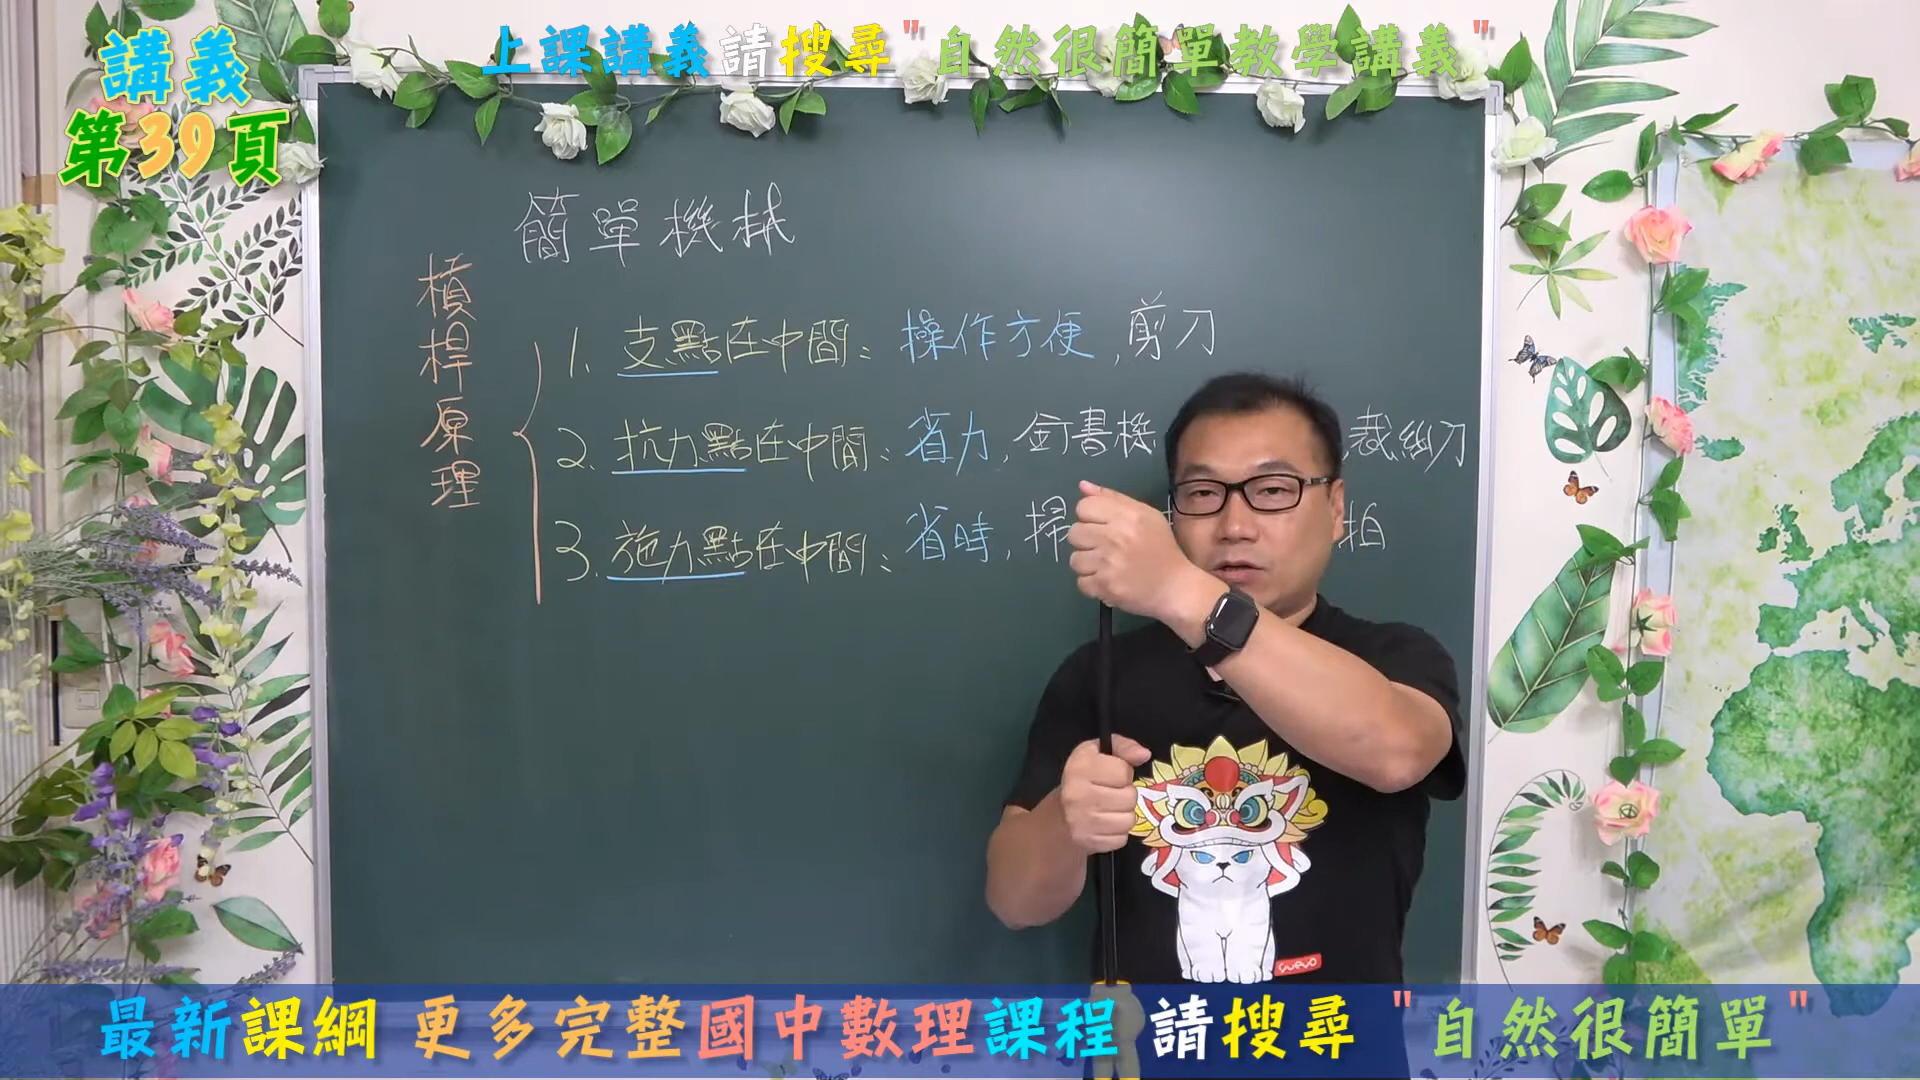 上課講義請搜尋"自然很簡單教學講義"
講義
第39頁
簡單機械
槓桿原理
1. 支點在中間：操作方便，剪刀
2. 抗力點在中間：省力，釘書機 ，裁紙刀
3. 施力點在中間：省時，掃 拍
最新課綱 更多完整國中數理課程 請搜尋 "自然很簡單"